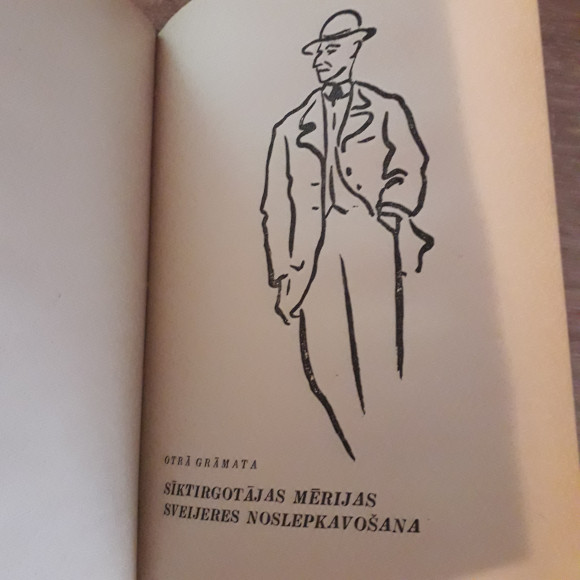 OTRĀ GRĀMATA
SĪKTIRGOTĀJAS MĒRIJAS
SVEIJERES NOSLEPKAVOŠANA